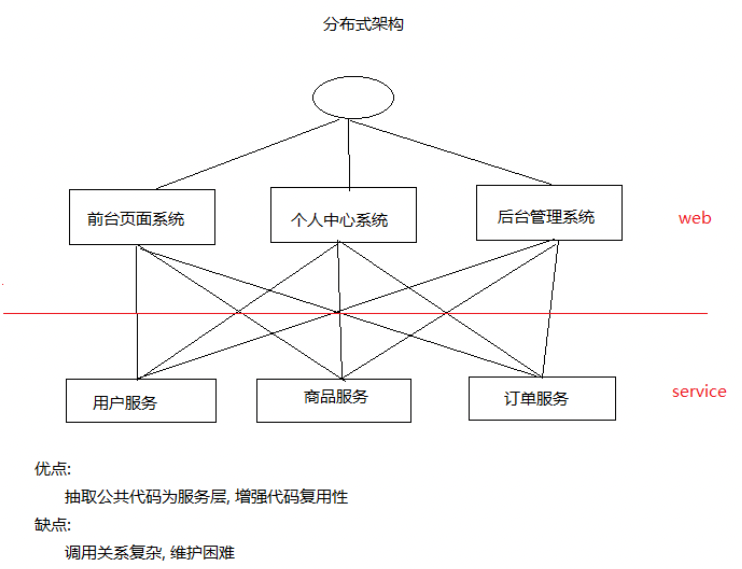 分布式架构
前台页面系统
个人中心系统
后台管理系统
web
用户服务
商品服务
订单服务
service
优点:
抽取公共代码为服务层, 增强代码复用性
缺点:
调用关系复杂, 维护困难